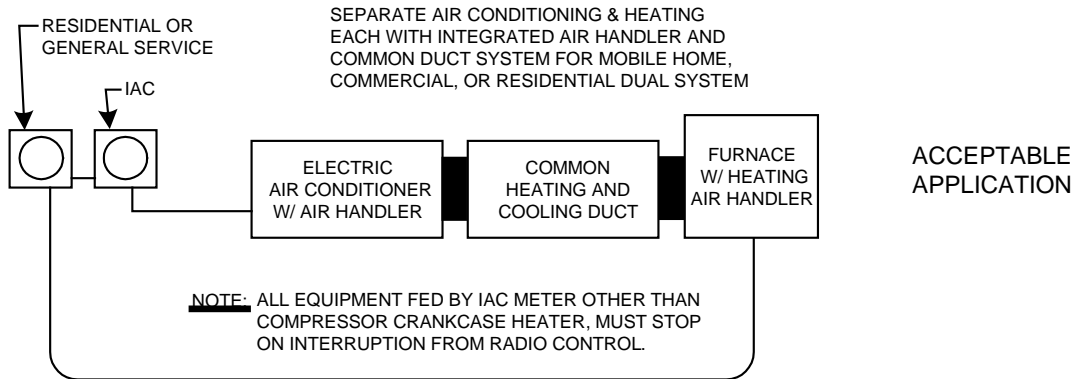 SEPARATE AIR CONDITIONING & HEATING
EACH WITH INTEGRATED AIR HANDLER AND
COMMON DUCT SYSTEM FOR MOBILE HOME,
COMMERCIAL, OR RESIDENTIAL DUAL SYSTEM
RESIDENTIAL OR
GENERAL SERVICE
IAC
ELECTRIC
AIR CONDITIONER
W/ AIR HANDLER
COMMON
HEATING AND
COOLING DUCT
FURNACE
W/ HEATING
AIR HANDLER
ACCEPTABLE
APPLICATION
NOTE: ALL EQUIPMENT FED BY IAC METER OTHER THAN
COMPRESSOR CRANKCASE HEATER, MUST STOP
ON INTERRUPTION FROM RADIO CONTROL.